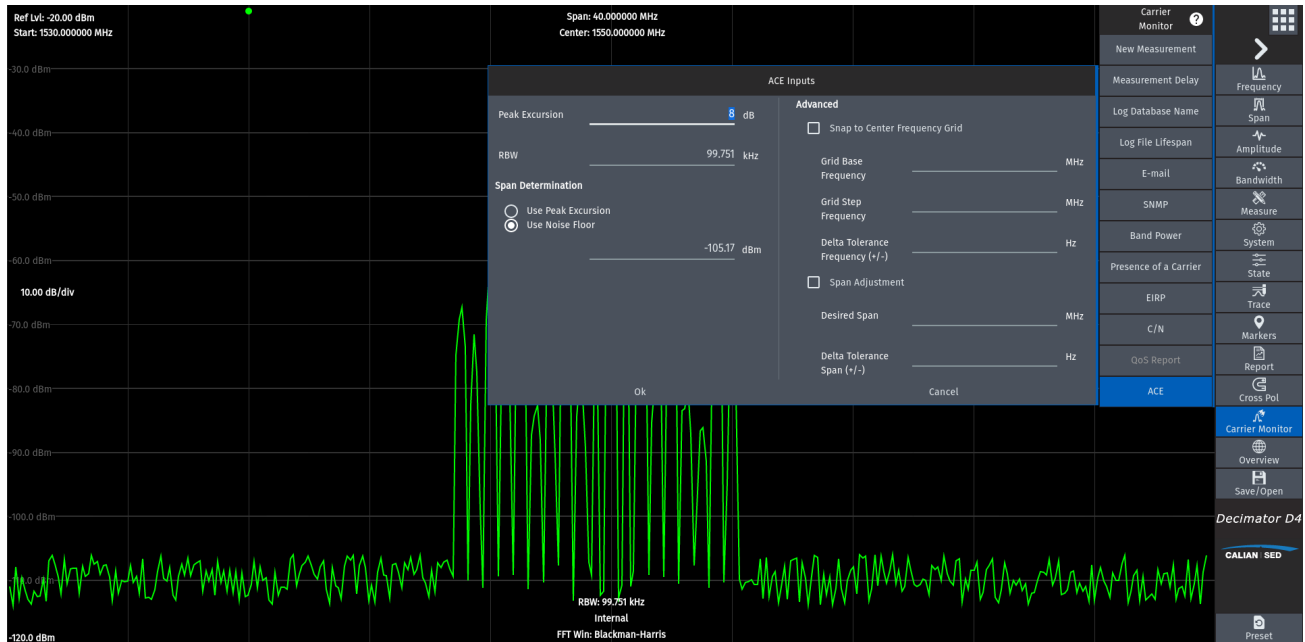 Ref Lvl: -20.00 dBm
Start: 1530.000000 MHz
Span: 40.000000 MHz
Center: 1550.000000 MHz
-30.0 dBm
-40.0 dBm
-50.0 dBm
-60.0 dBm
10.00 dB/div
-70.0 dBm
-80.0 dBm
-90.0 dBm
-100.0 dBm
-110.0 dBm
-120.0 dBm
RBW: 99.751 kHz
Internal
FFT Win: Blackman-Harris
ACE Inputs
Peak Excursion 8 dB
RBW 99.751 kHz
Span Determination
Use Peak Excursion
Use Noise Floor
-105.17 dBm
Advanced
Snap to Center Frequency Grid
Grid Base
Frequency MHz
Grid Step
Frequency MHz
Delta Tolerance
Frequency (+/-) Hz
Span Adjustment
Desired Span MHz
Delta Tolerance
Span (+/-) Hz
Ok
Cancel
Carrier
Monitor ?
New Measurement
Measurement Delay
Log Database Name
Log File Lifespan
E-mail
SNMP
Band Power
Presence of a Carrier
EIRP
C/N
QoS Report
ACE
Frequency
Span
Amplitude
Bandwidth
Measure
System
State
Trace
Markers
Report
Cross Pol
Carrier Monitor
Overview
Save/Open
Decimator D4
CALIAN SED
Preset